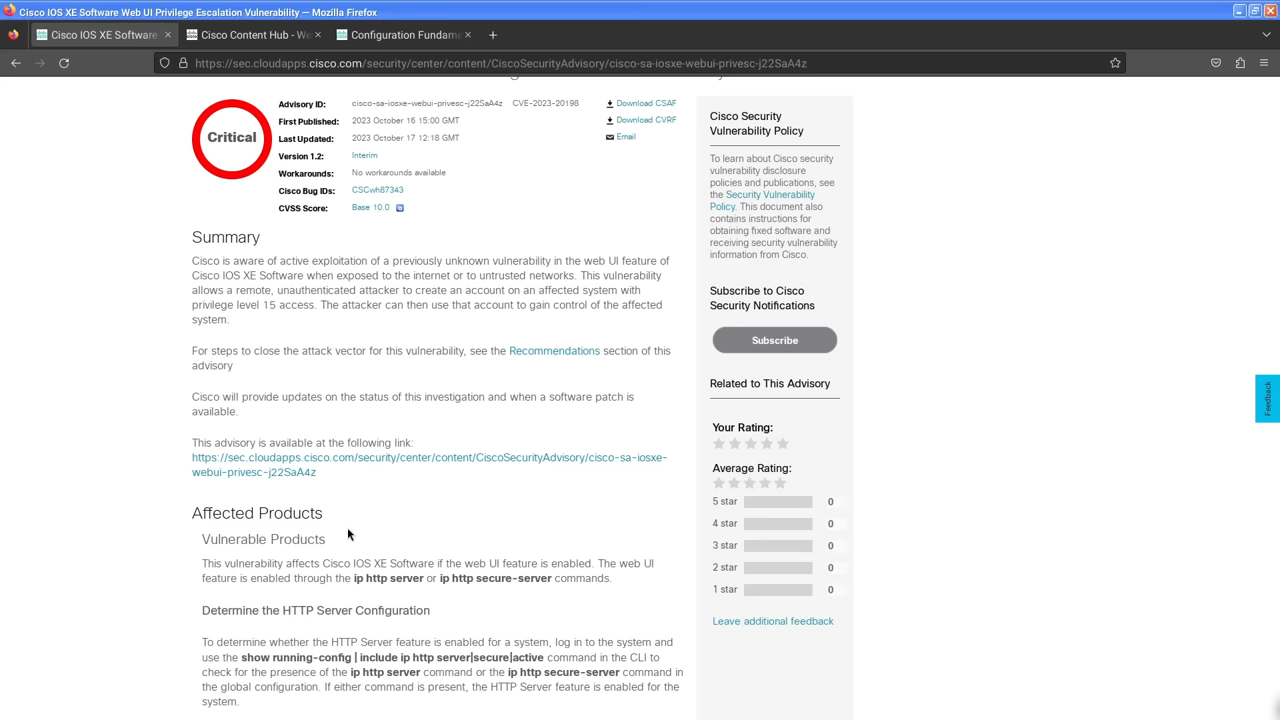 Cisco IOS XE Software Web UI Privilege Escalation Vulnerability — Mozilla Firefox
Cisco IOS XE Software
Cisco Content Hub - We
Configuration Fundam
https://sec.cloudapps.cisco.com/security/center/content/CiscoSecurityAdvisory/cisco-sa-iosxe-webui-privesc-j22SaA4z
Critical
Advisory ID: cisco-sa-iosxe-webui-privesc-j22SaA4z CVE-2023-20198
First Published: 2023 October 16 15:00 GMT
Last Updated: 2023 October 17 12:18 GMT
Version 1.2: Interim
Workarounds: No workarounds available
Cisco Bug IDs: CSCwh87343
CVSS Score: Base 10.0
Download CSAF
Download CVRF
Email
Summary
Cisco is aware of active exploitation of a previously unknown vulnerability in the web UI feature of
Cisco IOS XE Software when exposed to the internet or to untrusted networks. This vulnerability
allows a remote, unauthenticated attacker to create an account on an affected system with
privilege level 15 access. The attacker can then use that account to gain control of the affected
system.
For steps to close the attack vector for this vulnerability, see the Recommendations section of this
advisory
Cisco will provide updates on the status of this investigation and when a software patch is
available.
This advisory is available at the following link:
https://sec.cloudapps.cisco.com/security/center/content/CiscoSecurityAdvisory/cisco-sa-iosxe-
webui-privesc-j22SaA4z
Affected Products
Vulnerable Products
This vulnerability affects Cisco IOS XE Software if the web UI feature is enabled. The web UI
feature is enabled through the ip http server or ip http secure-server commands.
Determine the HTTP Server Configuration
To determine whether the HTTP Server feature is enabled for a system, log in to the system and
use the show running-config | include ip http server|secure|active command in the CLI to
check for the presence of the ip http server command or the ip http secure-server command in
the global configuration. If either command is present, the HTTP Server feature is enabled for the
system.
Cisco Security
Vulnerability Policy
To learn about Cisco security
vulnerability disclosure
policies and publications, see
the Security Vulnerability
Policy. This document also
contains instructions for
obtaining fixed software and
receiving security vulnerability
information from Cisco.
Subscribe to Cisco
Security Notifications
Subscribe
Related to This Advisory
Your Rating:
Average Rating:
5 star 0
4 star 0
3 star 0
2 star 0
1 star 0
Leave additional feedback
Feedback